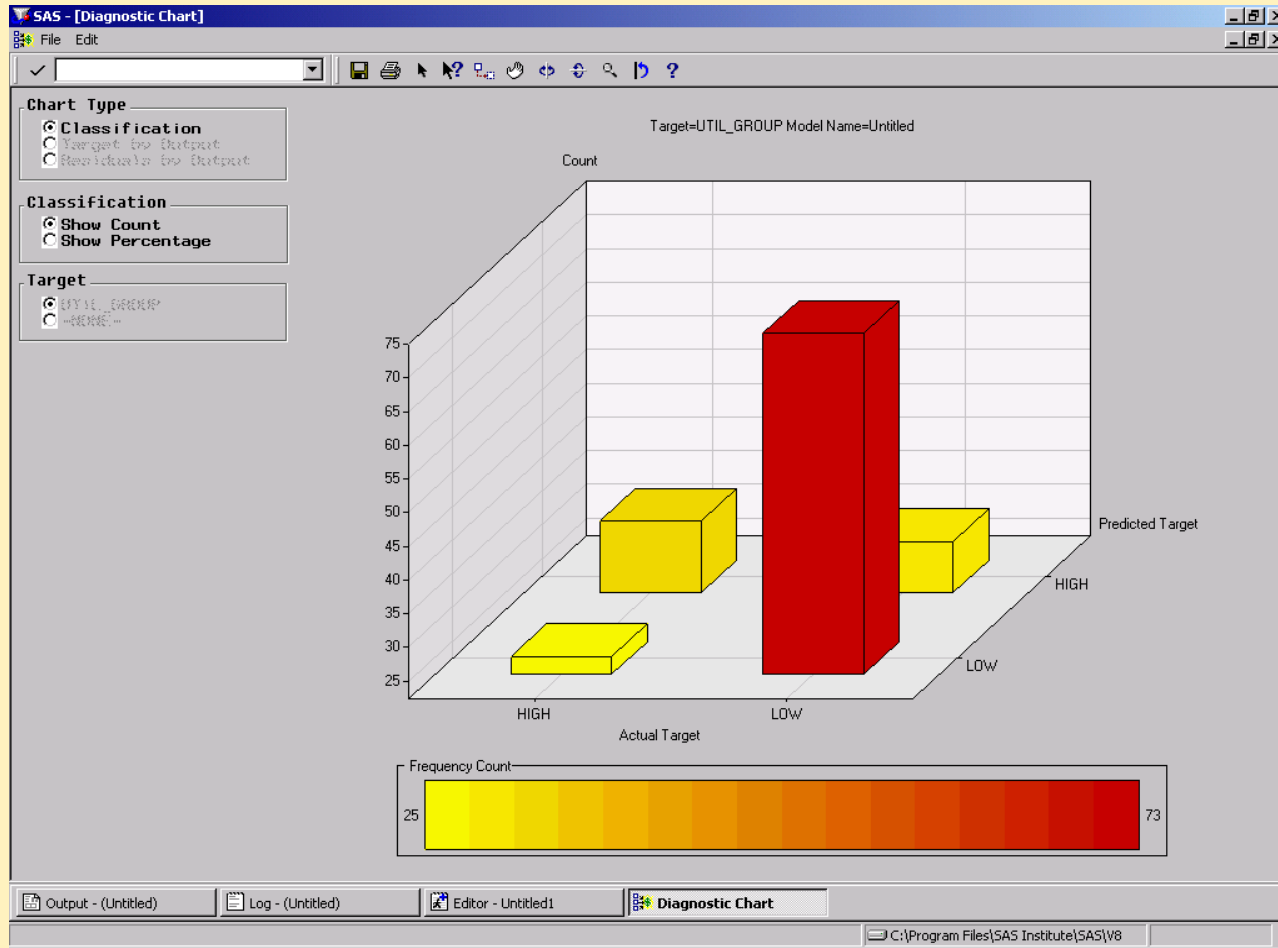 SAS - [Diagnostic Chart]
File Edit
Chart Type
Classification
Target by Output
Residuals by Output
Classification
Show Count
Show Percentage
Target
UTIL_GROUP
-NONE-
Target=UTIL_GROUP Model Name=Untitled
Count
75
70
65
60
55
50
45
40
35
30
25
Predicted Target
HIGH
LOW
HIGH
LOW
Actual Target
Frequency Count
25
73
Output - (Untitled)
Log - (Untitled)
Editor - Untitled1
Diagnostic Chart
C:\Program Files\SAS Institute\SAS\V8